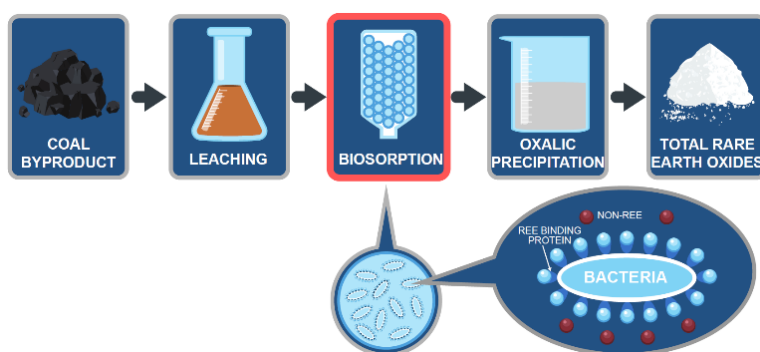 COAL
BYPRODUCT
LEACHING
BIOSORPTION
OXALIC
PRECIPITATION
TOTAL RARE
EARTH OXIDES
NON-REE
REE BINDING
PROTEIN
BACTERIA